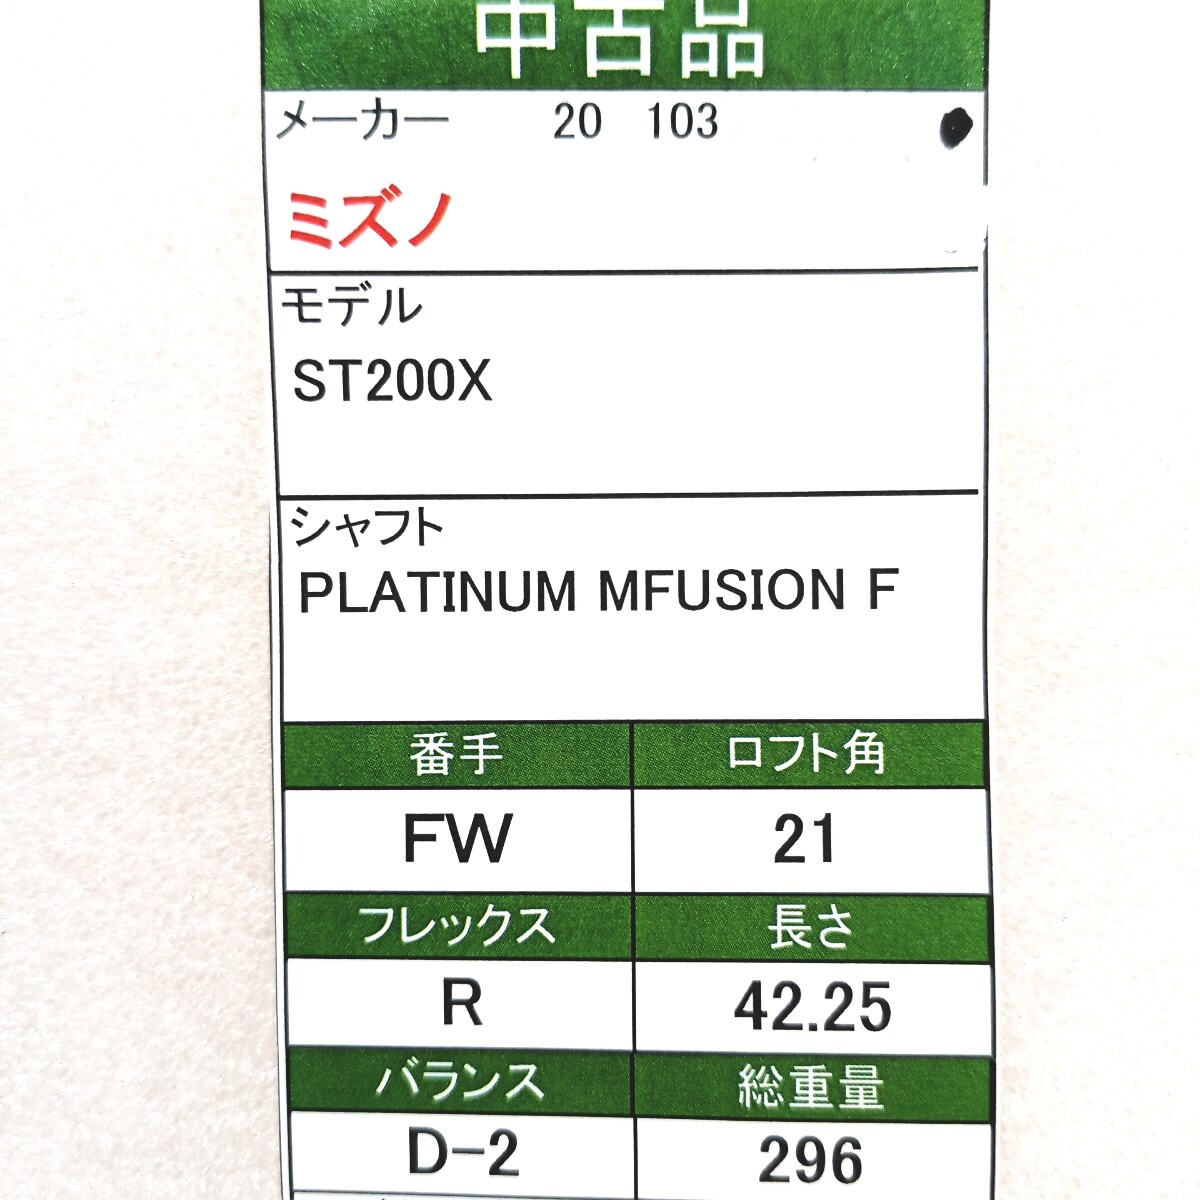 中古品
メーカー 20 103
ミズノ
モデル
ST200X
シャフト
PLATINUM MFUSION F
番手 ロフト角
FW 21
フレックス 長さ
R 42.25
バランス 総重量
D-2 296